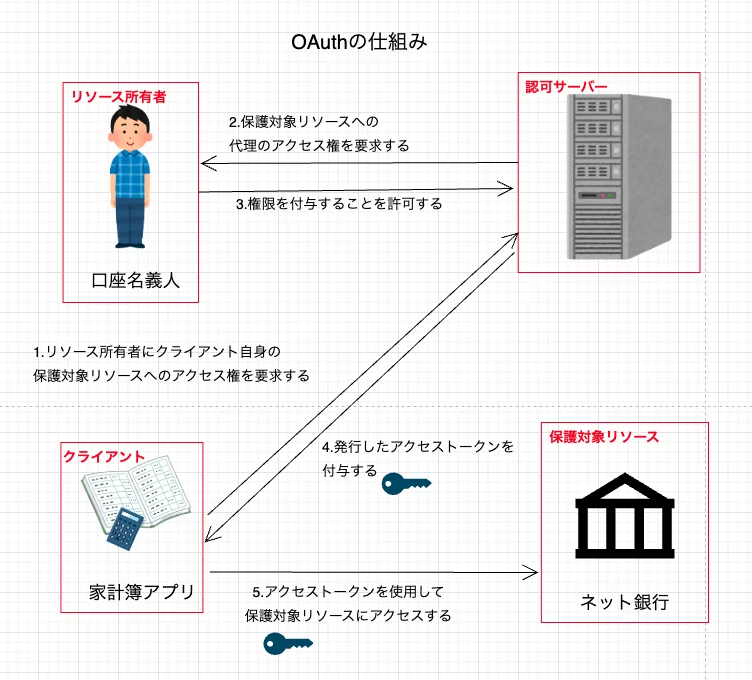 OAuthの仕組み
リソース所有者
認可サーバー
2.保護対象リソースへの
代理のアクセス権を要求する
3.権限を付与することを許可する
口座名義人
1.リソース所有者にクライアント自身の
保護対象リソースへのアクセス権を要求する
4.発行したアクセストークンを
付与する
クライアント
保護対象リソース
家計簿アプリ
ネット銀行
5.アクセストークンを使用して
保護対象リソースにアクセスする